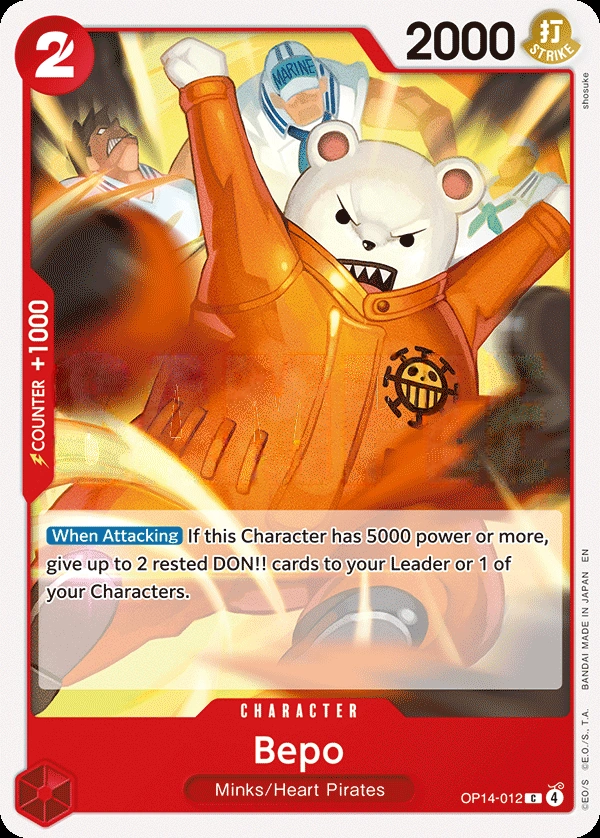 2
2000
打
STRIKE
shosuke
MARINE
COUNTER +1000
When Attacking If this Character has 5000 power or more,
give up to 2 rested DON!! cards to your Leader or 1 of
your Characters.
CHARACTER
Bepo
Minks/Heart Pirates
OP14-012 C 4
©EO/S ©E.O./S., T.A. BANDAI MADE IN JAPAN EN